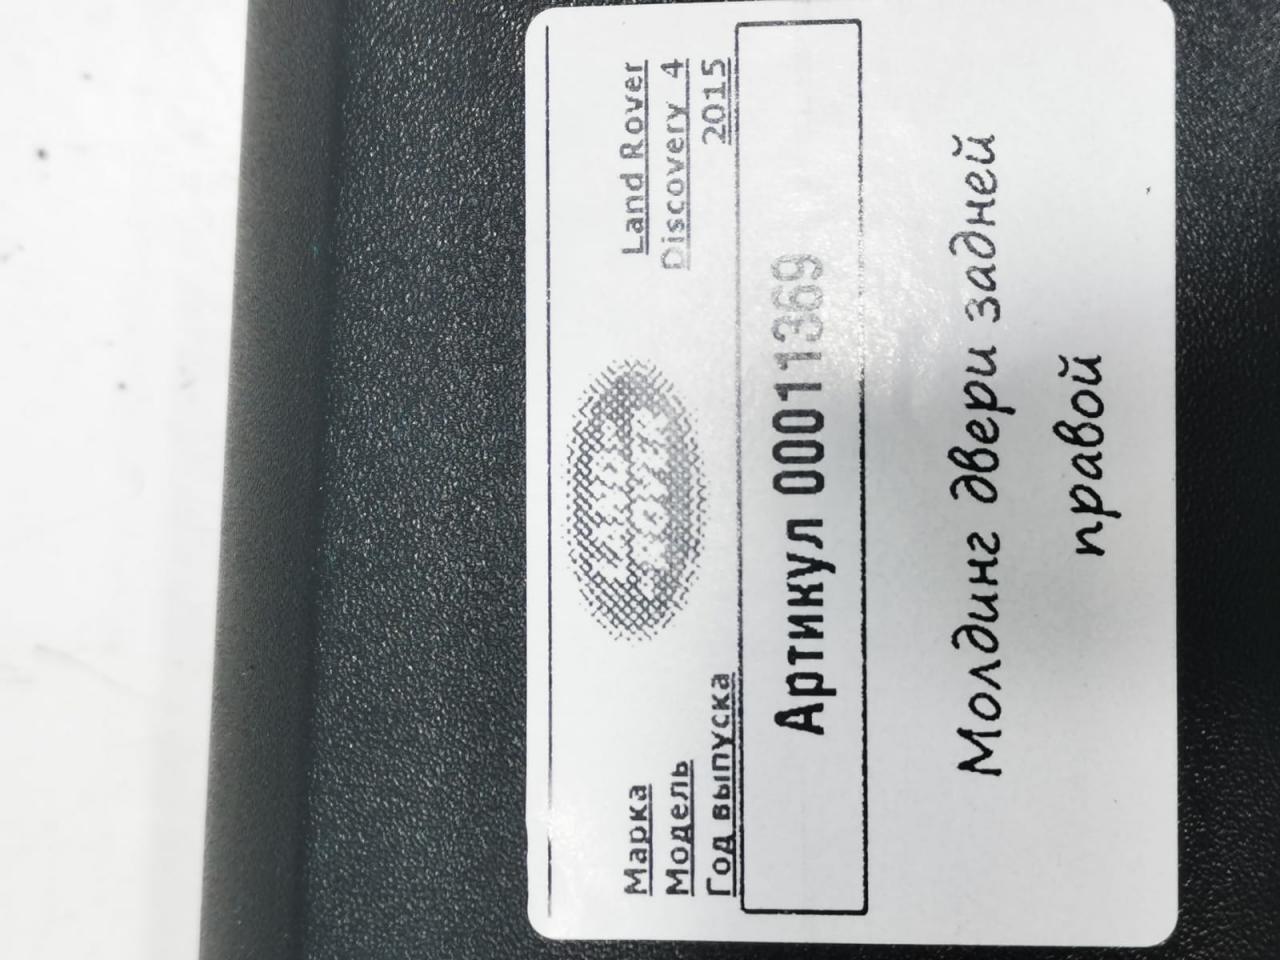 Марка Land Rover
Модель Discovery 4
Год выпуска 2015
LAND
ROVER
Артикул 00011369
Молдинг двери задней
правой